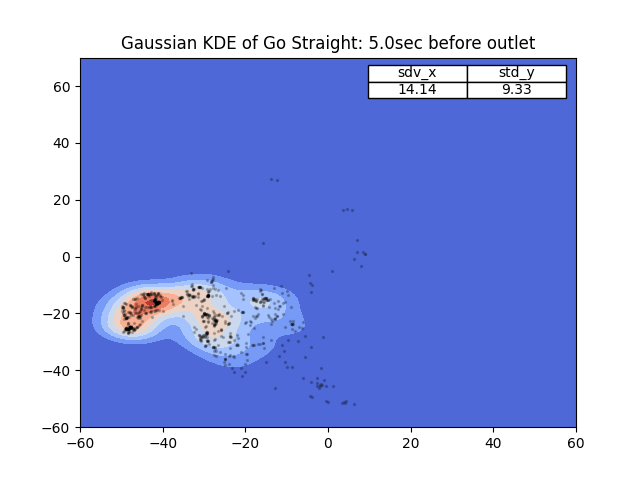 Gaussian KDE of Go Straight: 5.0sec before outlet
sdv_x std_y
14.14 9.33
60
40
20
0
−20
−40
−60
−60 −40 −20 0 20 40 60